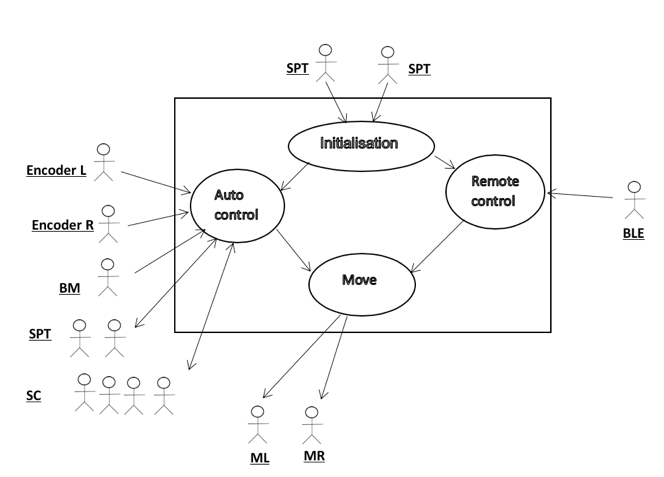 SPT
SPT
Initialisation
Encoder L
Auto
control
Remote
control
Encoder R
BLE
BM
Move
SPT
SC
ML
MR